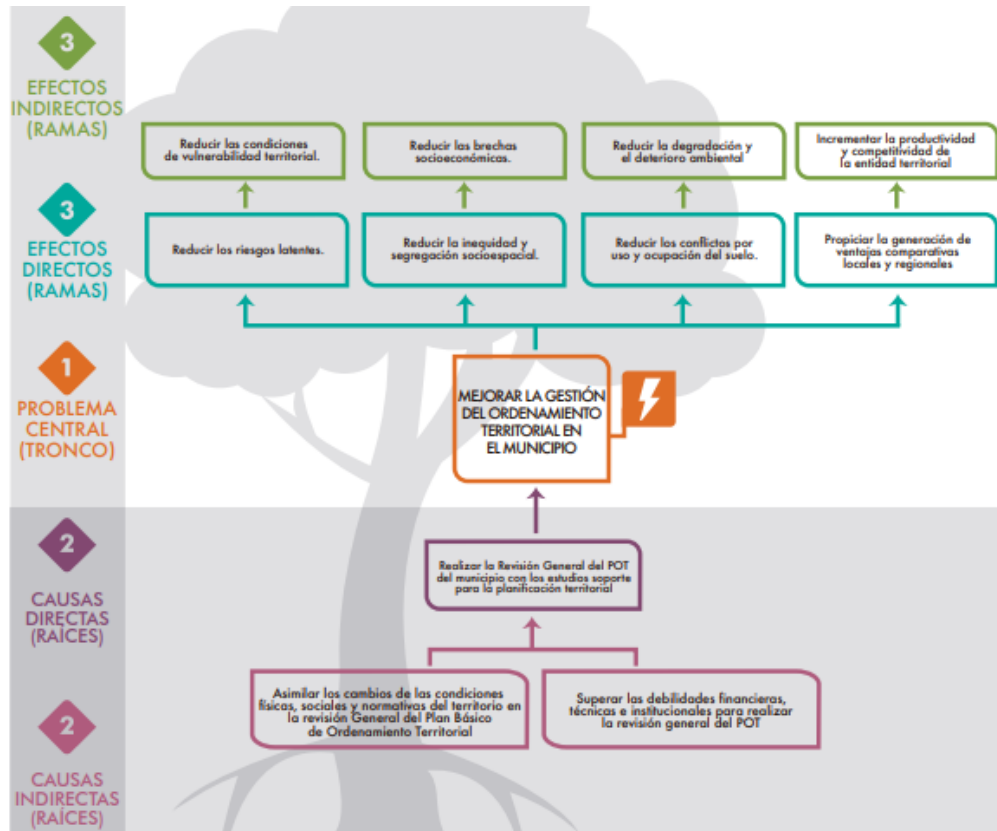 3
EFECTOS
INDIRECTOS
(RAMAS)
Reducir las condiciones
de vulnerabilidad territorial.
Reducir las brechas
socioeconómicas.
Reducir la degradación y
el deterioro ambiental
Incrementar la productividad
y competitividad de
la entidad territorial
3
EFECTOS
DIRECTOS
(RAMAS)
Reducir los riesgos latentes.
Reducir la inequidad y
segregación socioespacial.
Reducir los conflictos por
uso y ocupación del suelo.
Propiciar la generación de
ventajas comparativas
locales y regionales
1
PROBLEMA
CENTRAL
(TRONCO)
MEJORAR LA GESTIÓN
DEL ORDENAMIENTO
TERRITORIAL EN
EL MUNICIPIO
2
CAUSAS
DIRECTAS
(RAÍCES)
Realizar la Revisión General del POT
del municipio con los estudios soporte
para la planificación territorial
2
CAUSAS
INDIRECTAS
(RAÍCES)
Asimilar los cambios de las condiciones
físicas, sociales y normativas del territorio en
la revisión General del Plan Básico
de Ordenamiento Territorial
Superar las debilidades financieras,
técnicas e institucionales para realizar
la revisión general del POT